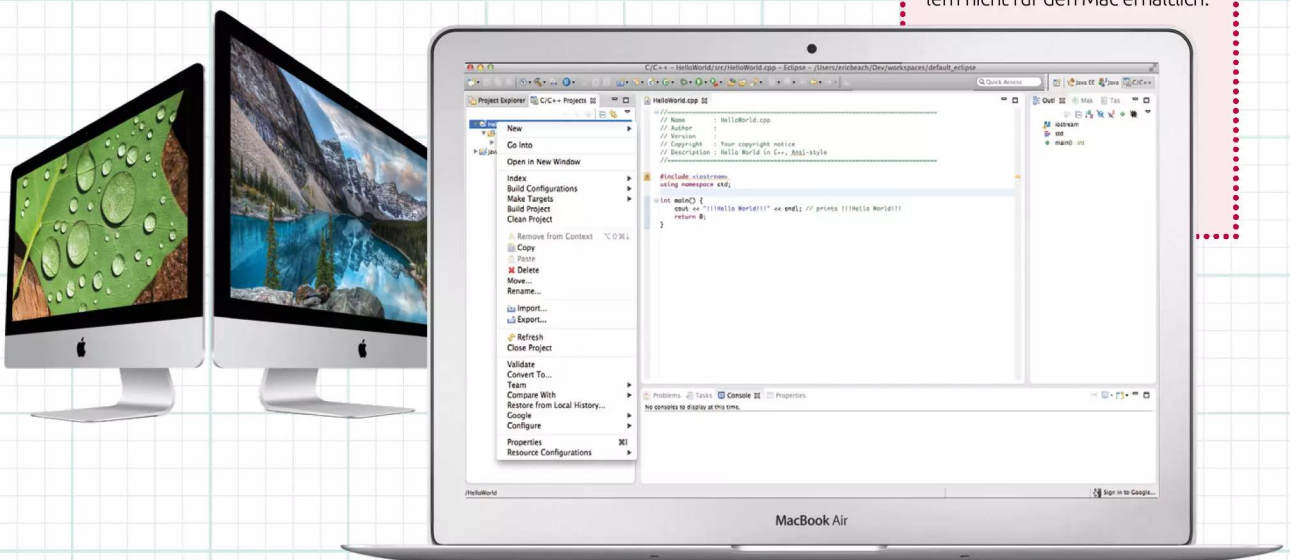 lern nicht für den Mac erhältlich.
C/C++ - HelloWorld/src/HelloWorld.cpp - Eclipse - /Users/ericbeach/Dev/workspaces/default_eclipse
Quick Access
Java EE
Java
C/C++
Project Explorer
C/C++ Projects
New
Go Into
Open in New Window
Index
Build Configurations
Make Targets
Build Project
Clean Project
Remove from Context
Copy
Paste
Delete
Move...
Rename...
Import...
Export...
Refresh
Close Project
Validate
Convert To...
Team
Compare With
Restore from Local History...
Google
Configure
Properties ⌘I
Resource Configurations
/HelloWorld
HelloWorld.cpp
// Name : HelloWorld.cpp
// Author :
// Version :
// Copyright : Your copyright notice
// Description : Hello World in C++, Ansi-style
#include <iostream>
using namespace std;
int main() {
cout << "!!!Hello World!!!" << endl; // prints !!!Hello World!!!
return 0;
}
Outl
Mak
Tas
iostream
std
main() : int
Problems
Tasks
Console
Properties
No consoles to display at this time.
Sign in to Google...
MacBook Air